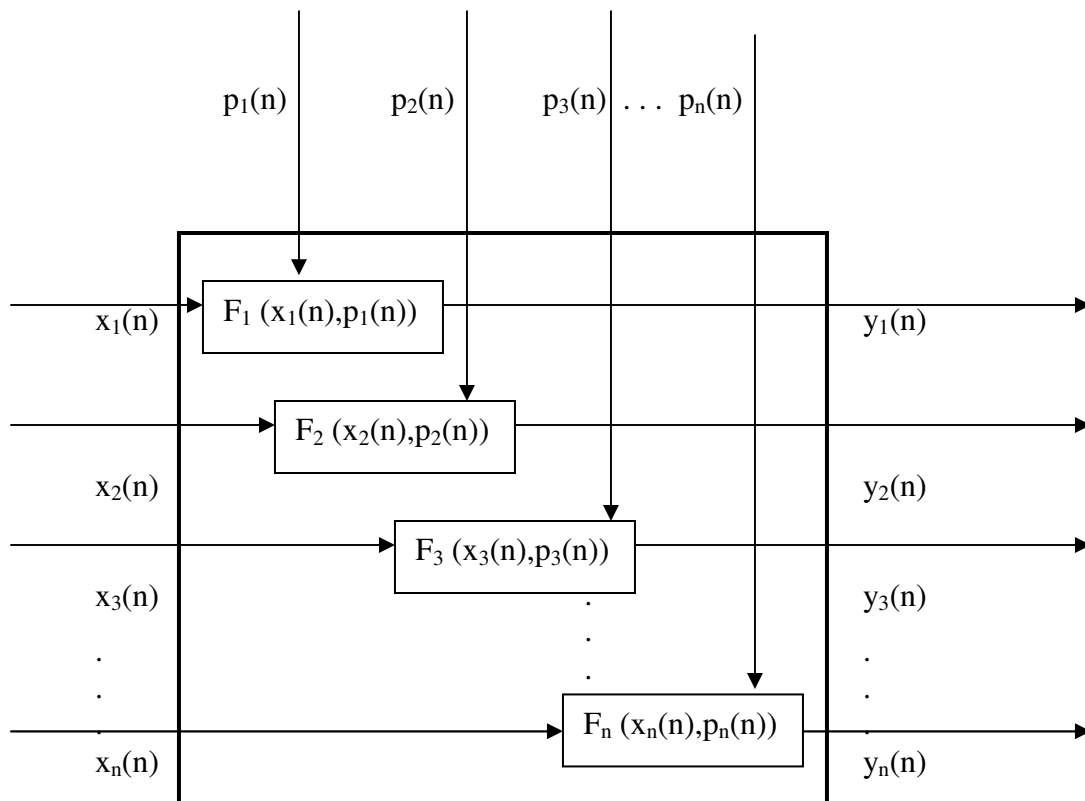 p₁(n) p₂(n) p₃(n) . . . pₙ(n)
F₁ (x₁(n),p₁(n))
x₁(n) y₁(n)
F₂ (x₂(n),p₂(n))
x₂(n) y₂(n)
F₃ (x₃(n),p₃(n))
x₃(n) y₃(n)
. . .
. . .
. . .
Fₙ (xₙ(n),pₙ(n))
xₙ(n) yₙ(n)